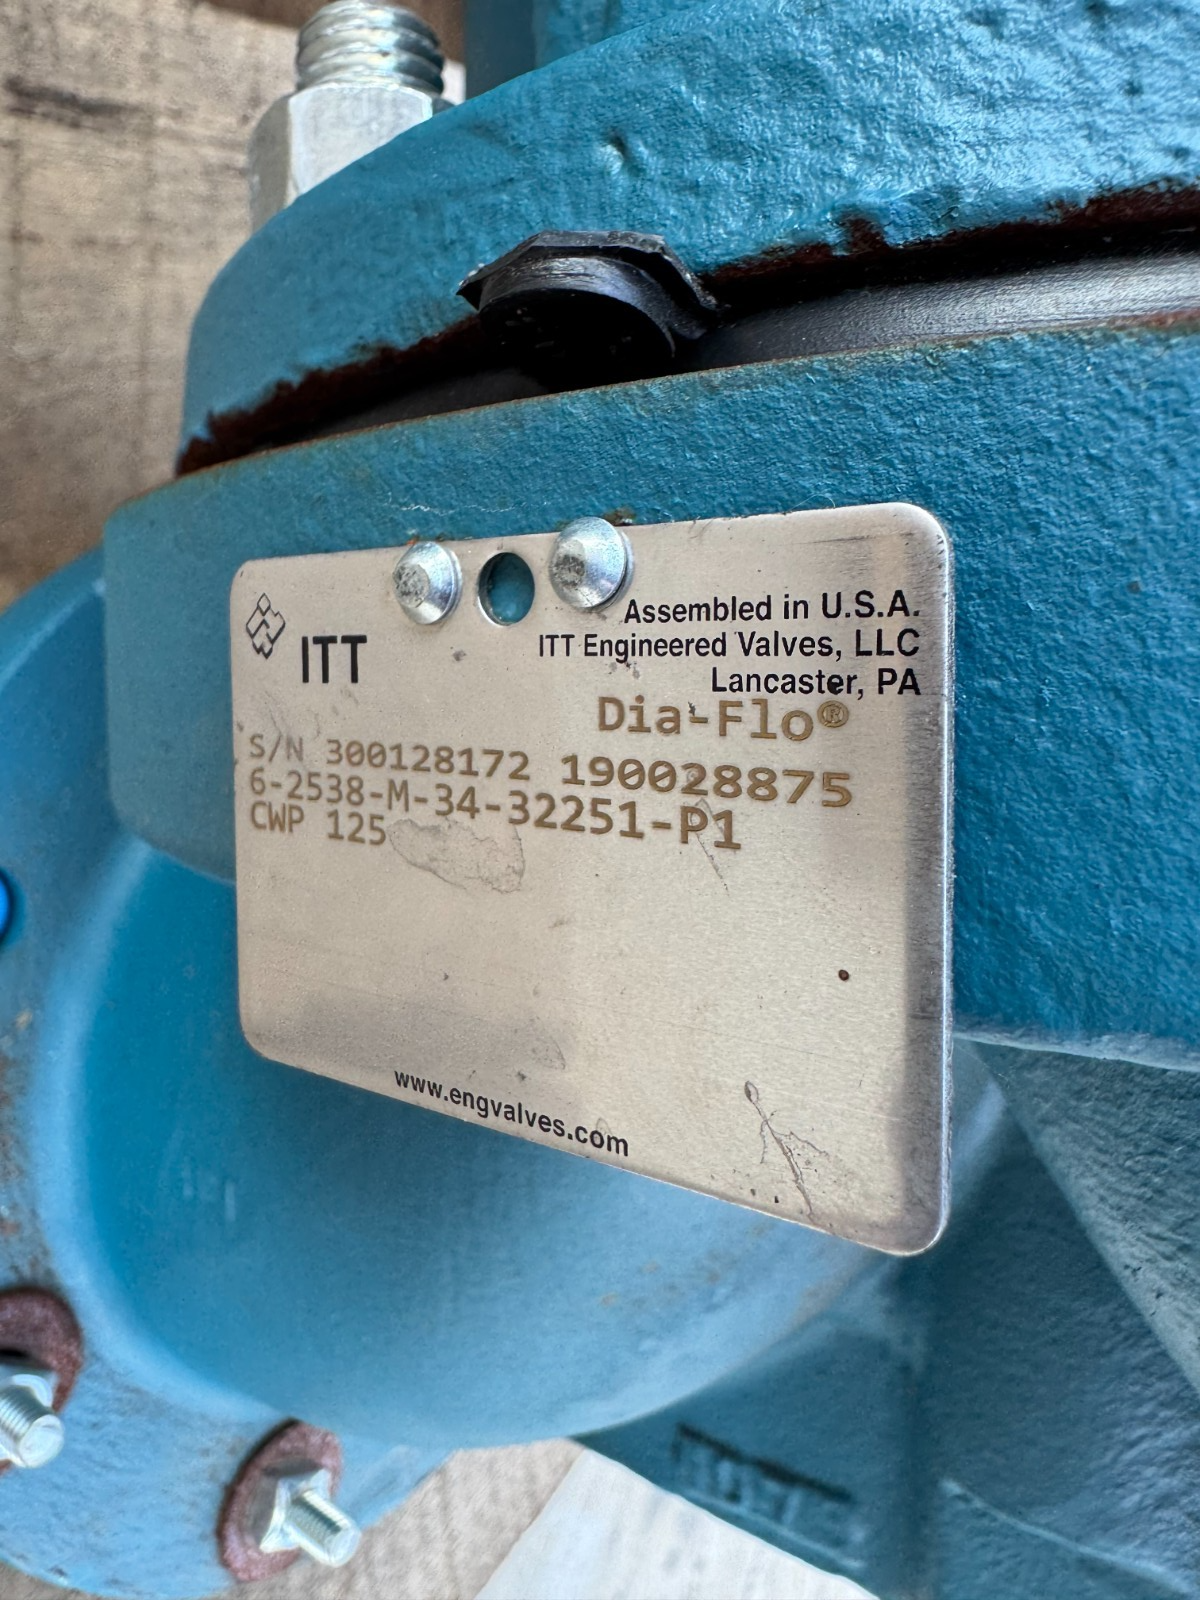 ITT
Assembled in U.S.A.
ITT Engineered Valves, LLC
Lancaster, PA
Dia-Flo®
S/N 300128172 190028875
6-2538-M-34-32251-P1
CWP 125
www.engvalves.com